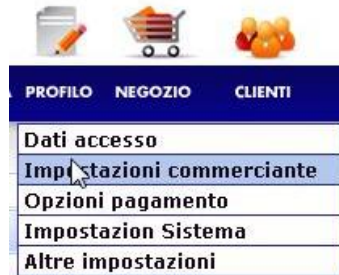 PROFILO NEGOZIO CLIENTI
Dati accesso
Impostazioni commerciante
Opzioni pagamento
Impostazion Sistema
Altre impostazioni